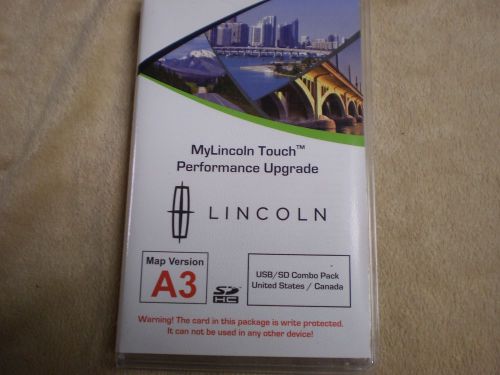 MyLincoln Touch™
Performance Upgrade
LINCOLN
Map Version
A3
SD
HC
USB/SD Combo Pack
United States / Canada
Warning! The card in this package is write protected.
It can not be used in any other device!